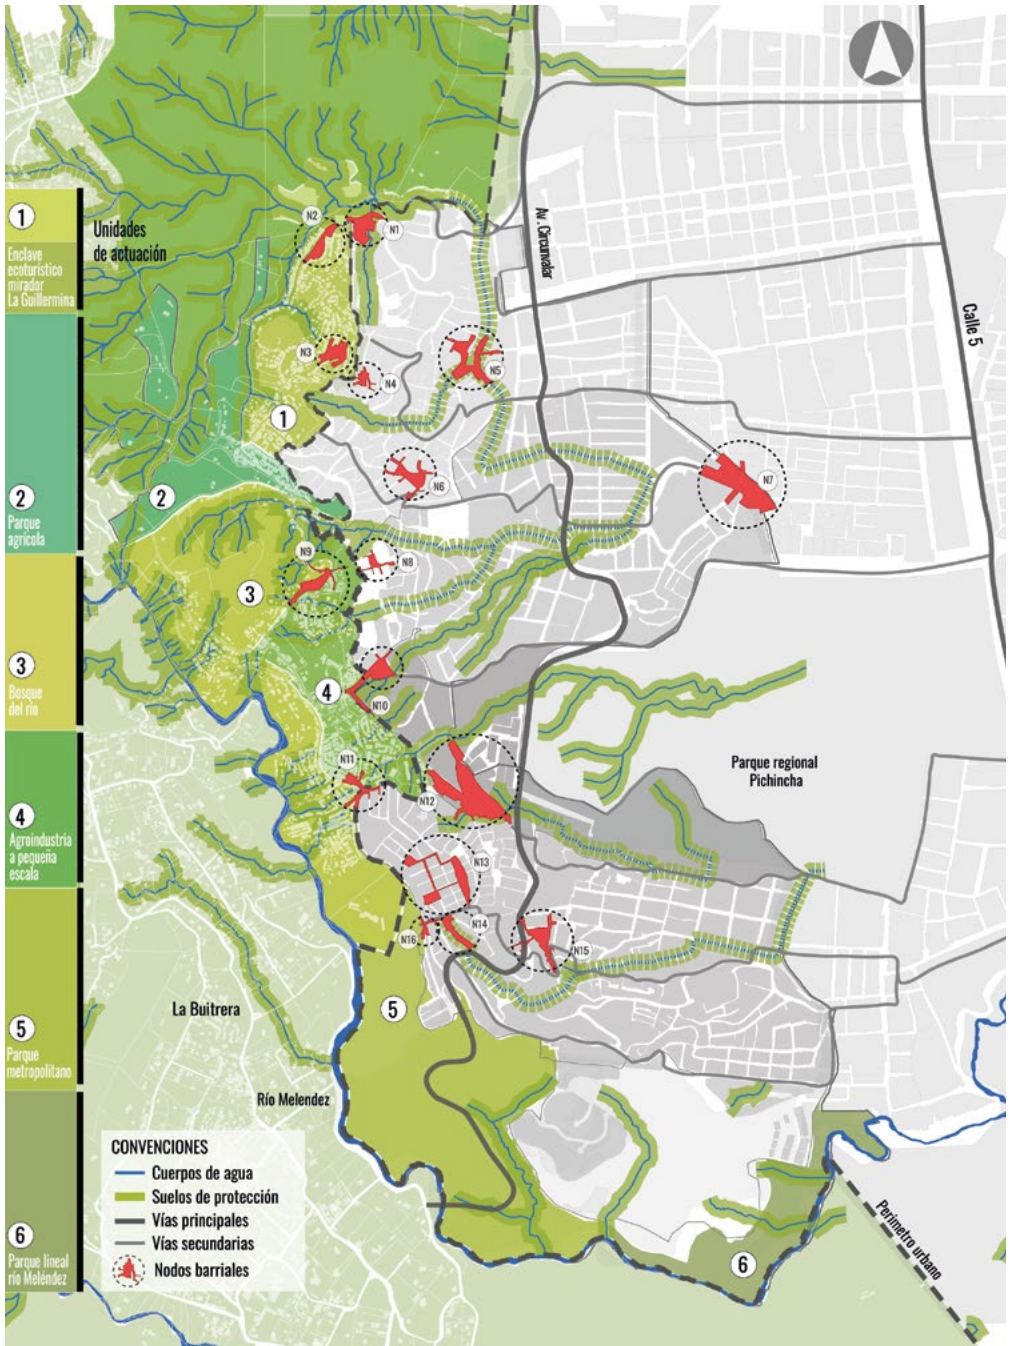 1
Enclave
ecoturístico
mirador
La Guillermina
Unidades
de actuación
2
Parque
agrícola
3
Bosque
del río
4
Agroindustria
a pequeña
escala
5
Parque
metropolitano
6
Parque lineal
río Meléndez
N2
N1
Av. Circunvalar
Calle 5
N3
N4
N5
1
N6
N7
2
N9
N8
3
4
N10
N11
N12
Parque regional
Pichincha
N13
N14
N16
N15
5
La Buitrera
Río Melendez
6
Perímetro urbano
CONVENCIONES
Cuerpos de agua
Suelos de protección
Vías principales
Vías secundarias
Nodos barriales